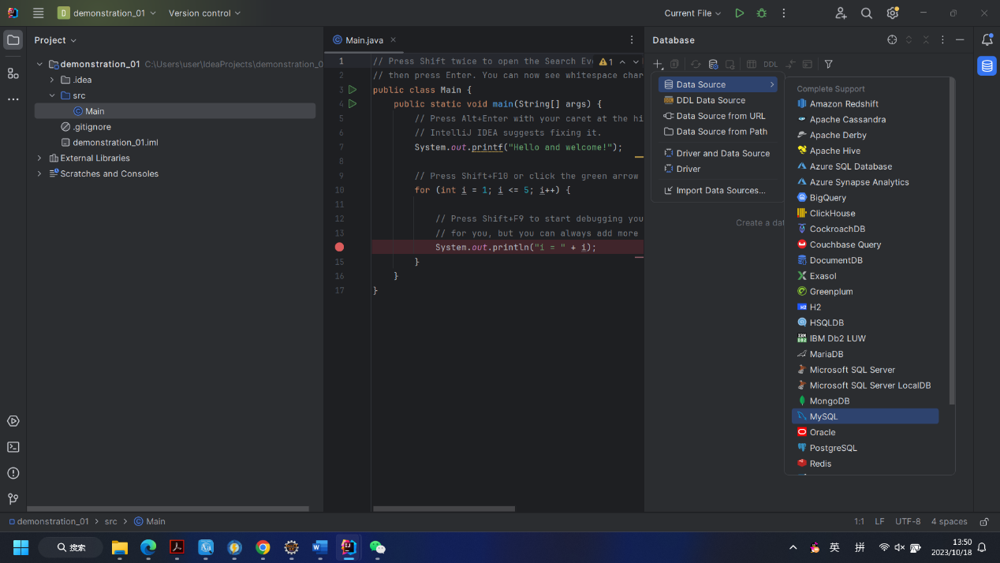 D demonstration_01 Version control Current File
Project
Main.java
Database
demonstration_01 C:\Users\user\IdeaProjects\demonstration_0
.idea
src
Main
.gitignore
demonstration_01.iml
External Libraries
Scratches and Consoles
1 // Press Shift twice to open the Search Eve 1
2 // then press Enter. You can now see whitespace char
3 public class Main {
4 public static void main(String[] args) {
5 // Press Alt+Enter with your caret at the hi
6 // IntelliJ IDEA suggests fixing it.
7 System.out.printf("Hello and welcome!");
8
9 // Press Shift+F10 or click the green arrow
10 for (int i = 1; i <= 5; i++) {
11
12 // Press Shift+F9 to start debugging you
13 // for you, but you can always add more
System.out.println("i = " + i);
15 }
16 }
17 }
DDL
Data Source
DDL Data Source
Data Source from URL
Data Source from Path
Driver and Data Source
Driver
Import Data Sources...
Create a dat
Complete Support
Amazon Redshift
Apache Cassandra
Apache Derby
Apache Hive
Azure SQL Database
Azure Synapse Analytics
BigQuery
ClickHouse
CockroachDB
Couchbase Query
DocumentDB
Exasol
Greenplum
H2 H2
HSQLDB
IBM DB2 IBM Db2 LUW
MariaDB
Microsoft SQL Server
Microsoft SQL Server LocalDB
MongoDB
MySQL
Oracle
PostgreSQL
Redis
demonstration_01 src Main 1:1 LF UTF-8 4 spaces
搜索 英 拼 13:50
2023/10/18